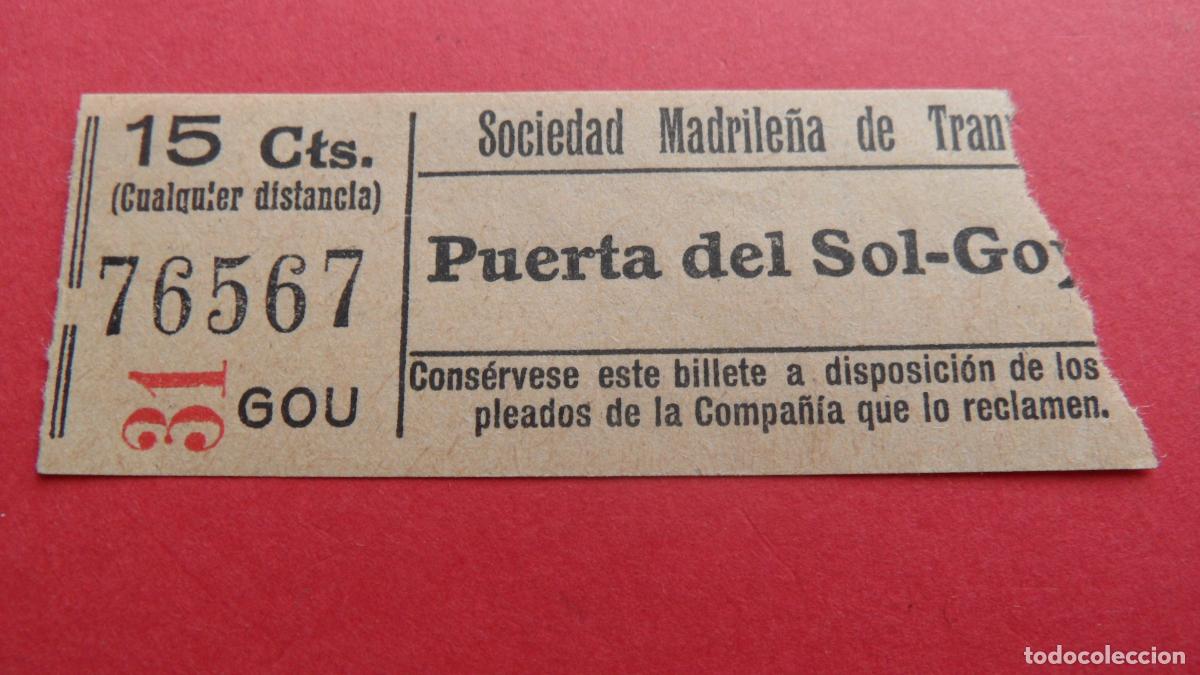 15 Cts.
(Cualquier distancia)
76567
31
GOU
Sociedad Madrileña de Tran
Puerta del Sol-Goy
Consérvese este billete a disposición de los
pleados de la Compañía que lo reclamen.
todocoleccion